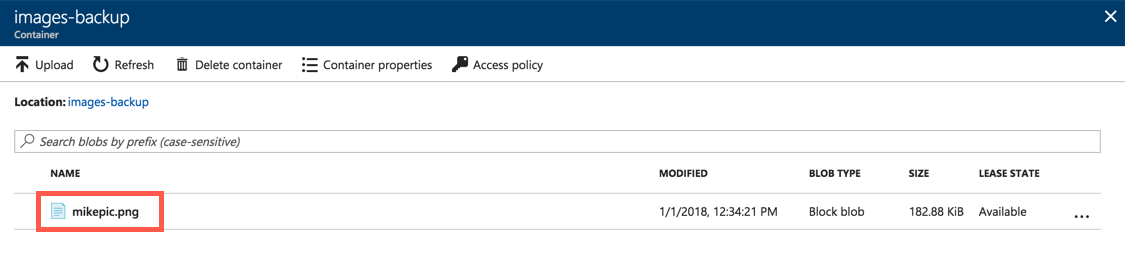 images-backup
Container
Upload Refresh Delete container Container properties Access policy
Location: images-backup
Search blobs by prefix (case-sensitive)
NAME MODIFIED BLOB TYPE SIZE LEASE STATE
mikepic.png 1/1/2018, 12:34:21 PM Block blob 182.88 KiB Available ...